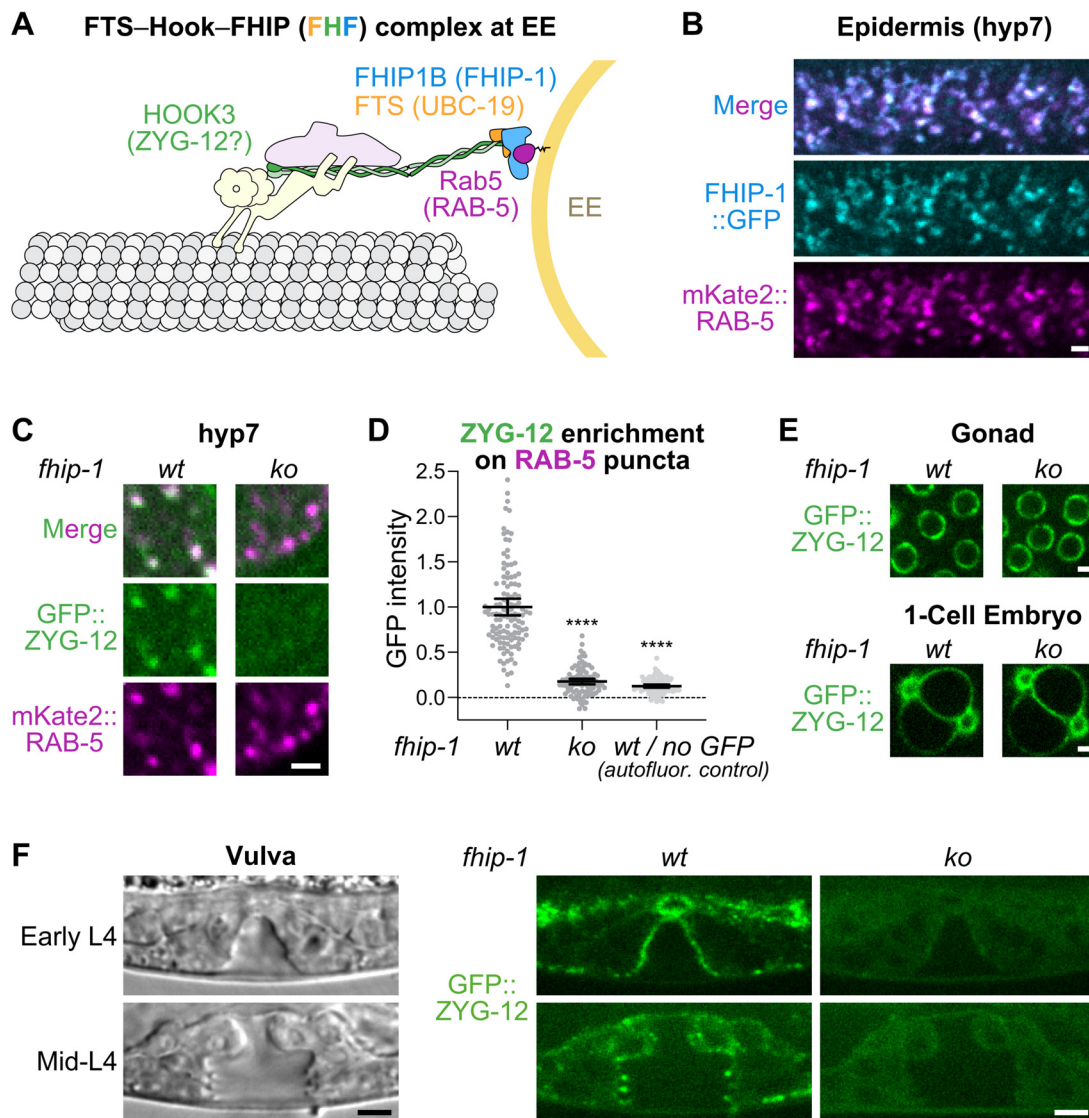 A
FTS–Hook–FHIP (FHF) complex at EE
FHIP1B (FHIP-1)
FTS (UBC-19)
HOOK3
(ZYG-12?)
Rab5
(RAB-5)
EE
B
Epidermis (hyp7)
Merge
FHIP-1
::GFP
mKate2::
RAB-5
C
hyp7
fhip-1 wt ko
Merge
GFP::
ZYG-12
mKate2::
RAB-5
D
ZYG-12 enrichment
on RAB-5 puncta
GFP intensity
2.5
2.0
1.5
1.0
0.5
0.0
****
****
fhip-1 wt ko wt / no GFP
(autofluor. control)
E
Gonad
fhip-1 wt ko
GFP::
ZYG-12
1-Cell Embryo
fhip-1 wt ko
GFP::
ZYG-12
F
Vulva
fhip-1 wt ko
Early L4
Mid-L4
GFP::
ZYG-12